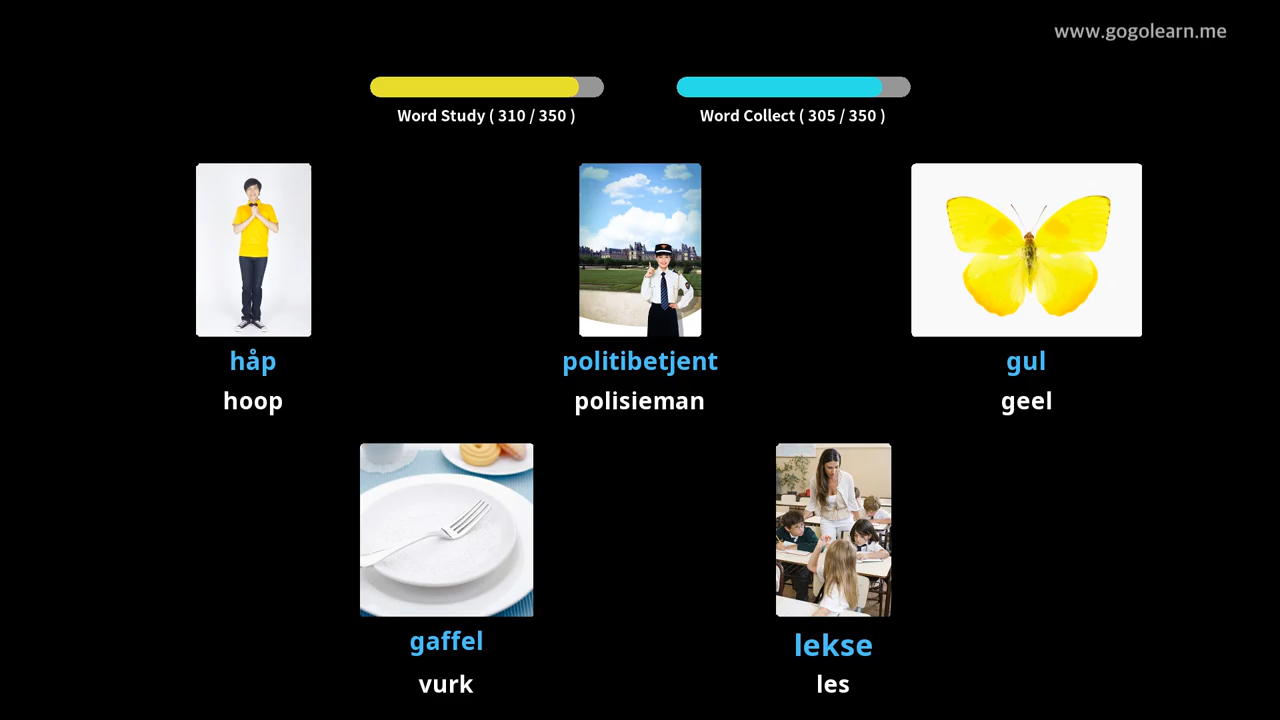 www.gogolearn.me
Word Study ( 310 / 350 )
Word Collect ( 305 / 350 )
håp
politibetjent
gul
hoop
polisieman
geel
gaffel
lekse
vurk
les